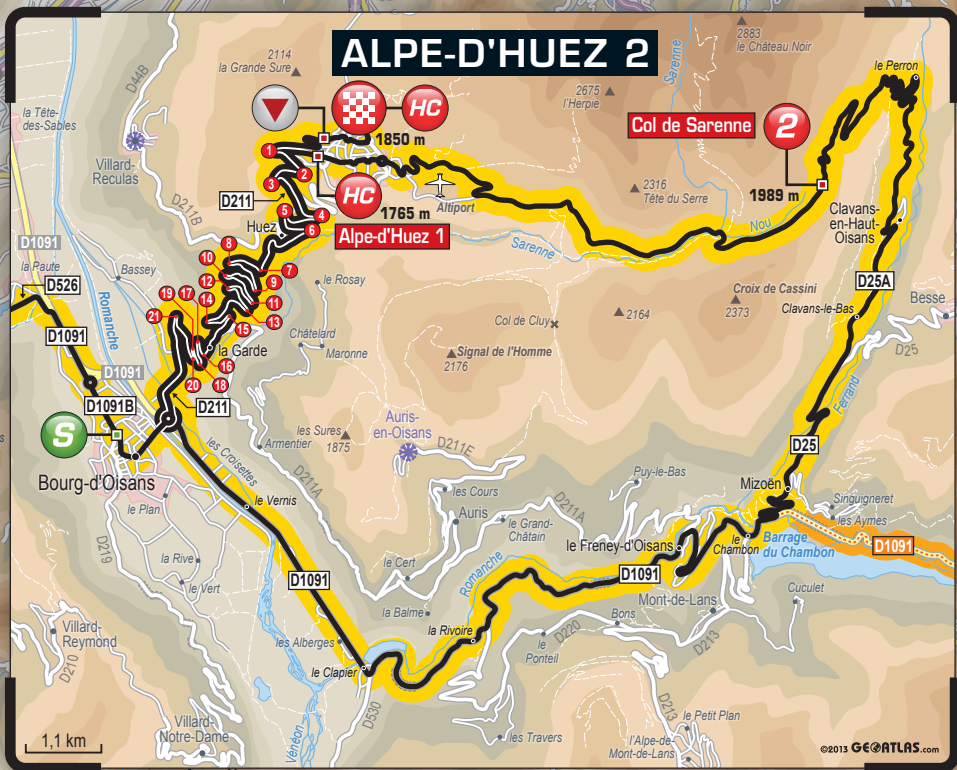 ALPE-D'HUEZ 2
2883
le Château Noir
le Perron
2114
la Grande Sure
D44B
Sarenne
2675
l'Herpie
HC
1850 m
Col de Sarenne
2
1989 m
la Tête-
des-Sables
Villard-
Reculas
D211B
1
2
3
4
5
6
D211
Huez
HC
1765 m
Alpe-d'Huez 1
Altiport
2316
Tête du Serre
Nou
Sarenne
Clavans-
en-Haut-
Oisans
D1091
la Paute
D526
Bassey
Romanche
8
10
12
19
17
14
21
7
9
11
13
15
16
18
20
la Garde
le Rosay
Châtelard
Maronne
Col de Cluy
2164
Croix de Cassini
2373
D25A
Clavans-le-Bas
Besse
D25
Signal de l'Homme
2176
D1091
D1091
D1091B
D211
S
Bourg-d'Oisans
les Sures
1875
Auris-
en-Oisans
D211E
Ferrand
D25
Armentier
les Croisettes
D211A
le Vernis
le Plan
D219
la Rive
le Vert
les Cours
Auris
D211A
le Grand-
Châtain
Puy-le-Bas
Mizoën
Singuigneret
les Aymes
D1091
Barrage
du Chambon
le
Chambon
le Freney-d'Oisans
D1091
Romanche
le Cert
D1091
la Balme
la Rivoire
Mont-de-Lans
Cuculet
Bons
D220
D213
le
Ponteil
les Alberges
le Clapier
D530
Villard-
Reymond
D210
Villard-
Notre-Dame
Vénéon
les Travers
D213
le Petit Plan
l'Alpe-de-
Mont-de-Lans
1,1 km
©2013 GEOATLAS.com